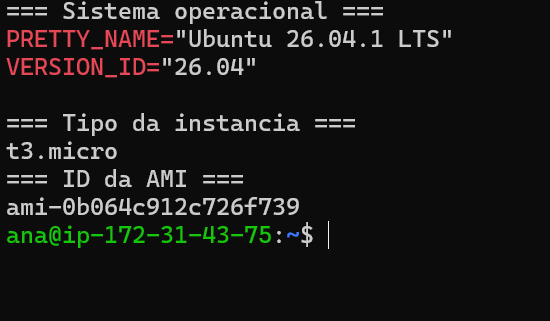 === Sistema operacional ===
PRETTY_NAME="Ubuntu 26.04.1 LTS"
VERSION_ID="26.04"
=== Tipo da instancia ===
t3.micro
=== ID da AMI ===
ami-0b064c912c726f739
ana@ip-172-31-43-75:~$